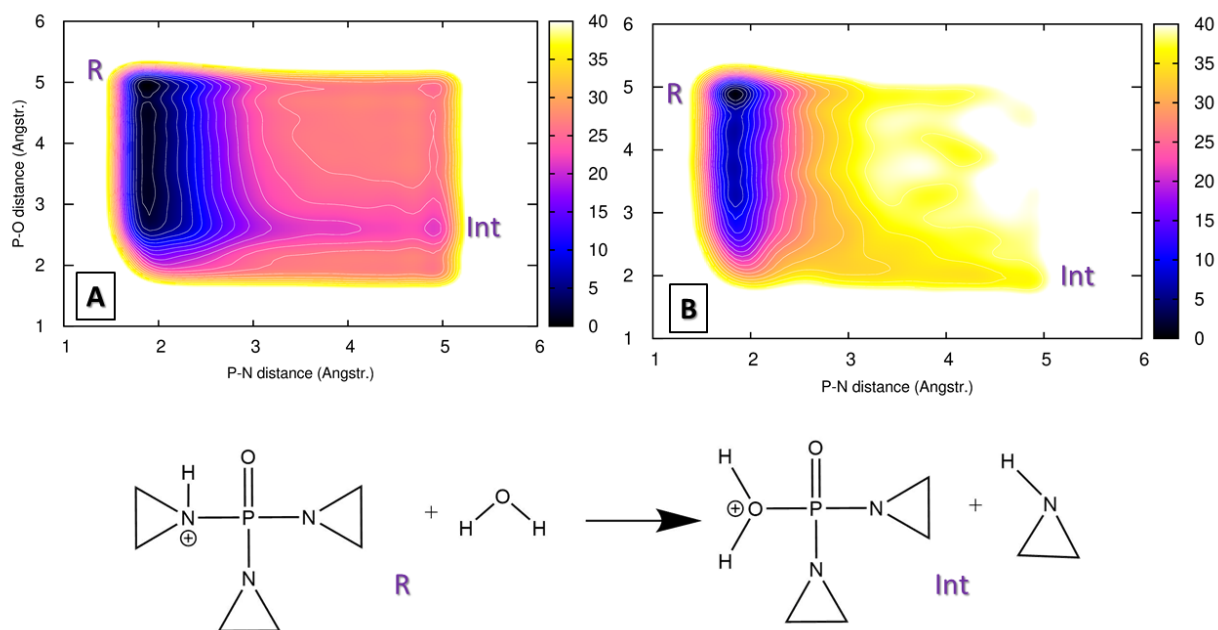 6
5
4
3
2
1
P-O distance (Angstr.)
R
Int
A
1 2 3 4 5 6
P-N distance (Angstr.)
40
35
30
25
20
15
10
5
0
6
5
4
3
2
1
R
Int
B
1 2 3 4 5 6
P-N distance (Angstr.)
40
35
30
25
20
15
10
5
0
H O
N P N
⊕
N
R
+
O
H H
H O
⊕ O P N
H
N
Int
+
H
N